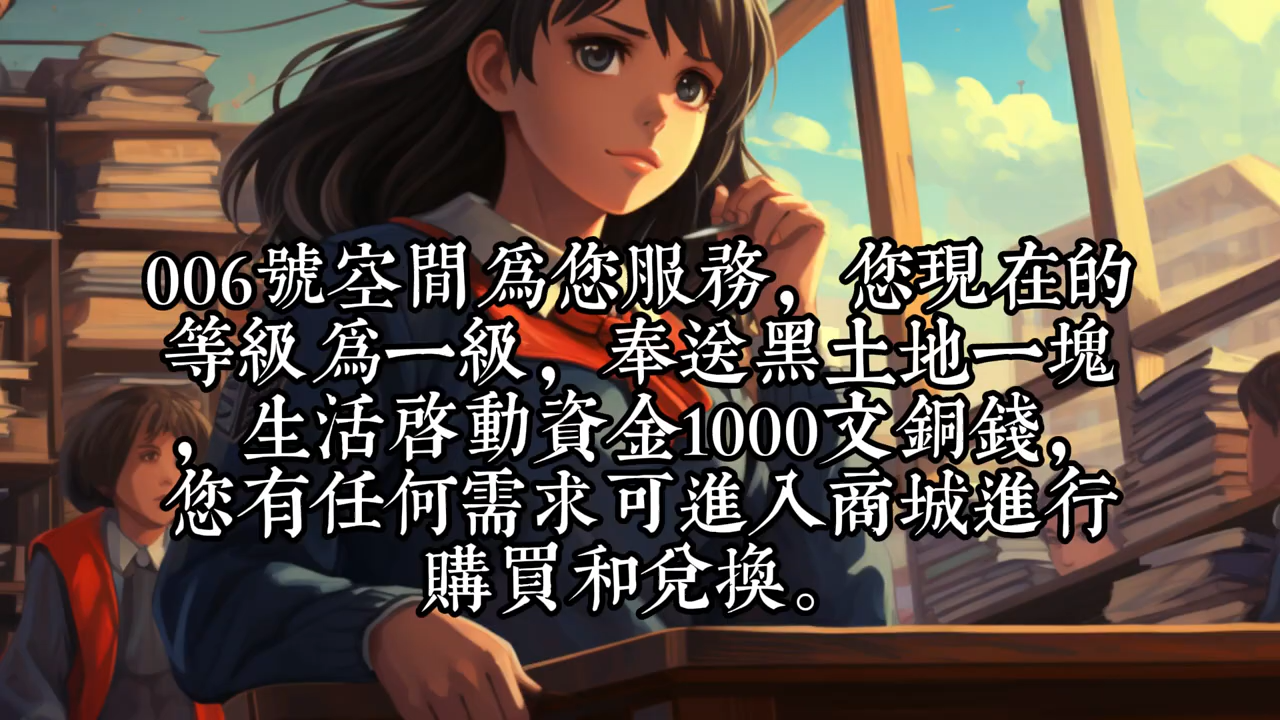 006號空間爲您服務，您現在的
等級爲一級，奉送黑土地一塊
，生活啓動資金1000文銅錢，
您有任何需求可進入商城進行
購買和兌換。